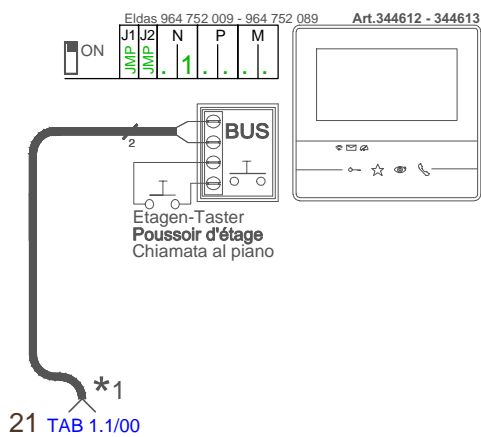 Eldas 964 752 009 - 964 752 089 Art.344612 - 344613
ON
J1 J2 N P M
JMP JMP . 1 . . . .
BUS
2
Etagen-Taster
Poussoir d'étage
Chiamata al piano
*1
21 TAB 1.1/00